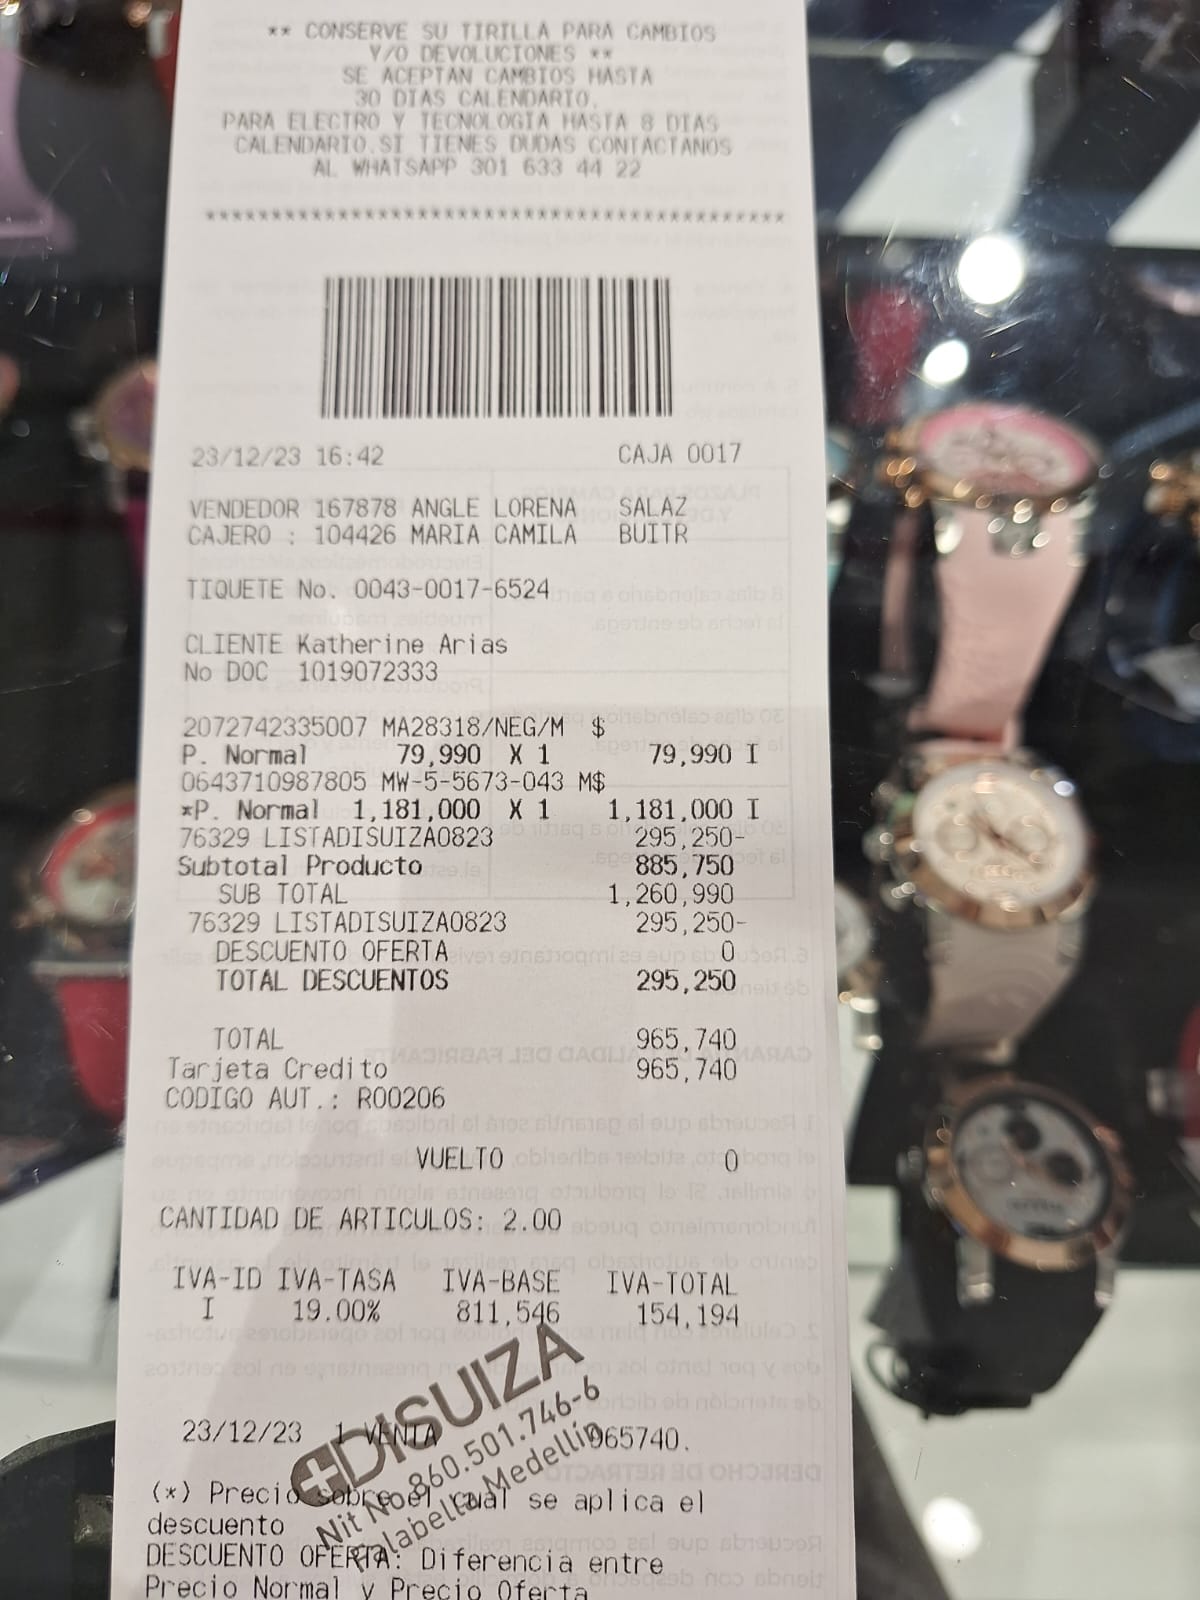 ** CONSERVE SU TIRILLA PARA CAMBIOS
Y/O DEVOLUCIONES **
SE ACEPTAN CAMBIOS HASTA
30 DIAS CALENDARIO.
PARA ELECTRO Y TECNOLOGIA HASTA 8 DIAS
CALENDARIO.SI TIENES DUDAS CONTACTANOS
AL WHATSAPP 301 633 44 22
********************************************
23/12/23 16:42 CAJA 0017
VENDEDOR 167878 ANGLE LORENA SALAZ
CAJERO : 104426 MARIA CAMILA BUITR
TIQUETE No. 0043-0017-6524
CLIENTE Katherine Arias
No DOC 1019072333
2072742335007 MA28318/NEG/M $
P. Normal 79,990 X 1 79,990 I
0643710987805 MW-5-5673-043 M$
*P. Normal 1,181,000 X 1 1,181,000 I
76329 LISTADISUIZA0823 295,250-
Subtotal Producto 885,750
SUB TOTAL 1,260,990
76329 LISTADISUIZA0823 295,250-
DESCUENTO OFERTA 0
TOTAL DESCUENTOS 295,250
TOTAL 965,740
Tarjeta Credito 965,740
CODIGO AUT.: R00206
VUELTO 0
CANTIDAD DE ARTICULOS: 2.00
IVA-ID IVA-TASA IVA-BASE IVA-TOTAL
I 19.00% 811,546 154,194
DISUIZA
Nit No 860.501.746-6
Falabella Medellín
23/12/23 1 VENTA 965740.
(*) Precio sobre el cual se aplica el
descuento
DESCUENTO OFERTA: Diferencia entre
Precio Normal y Precio Oferta